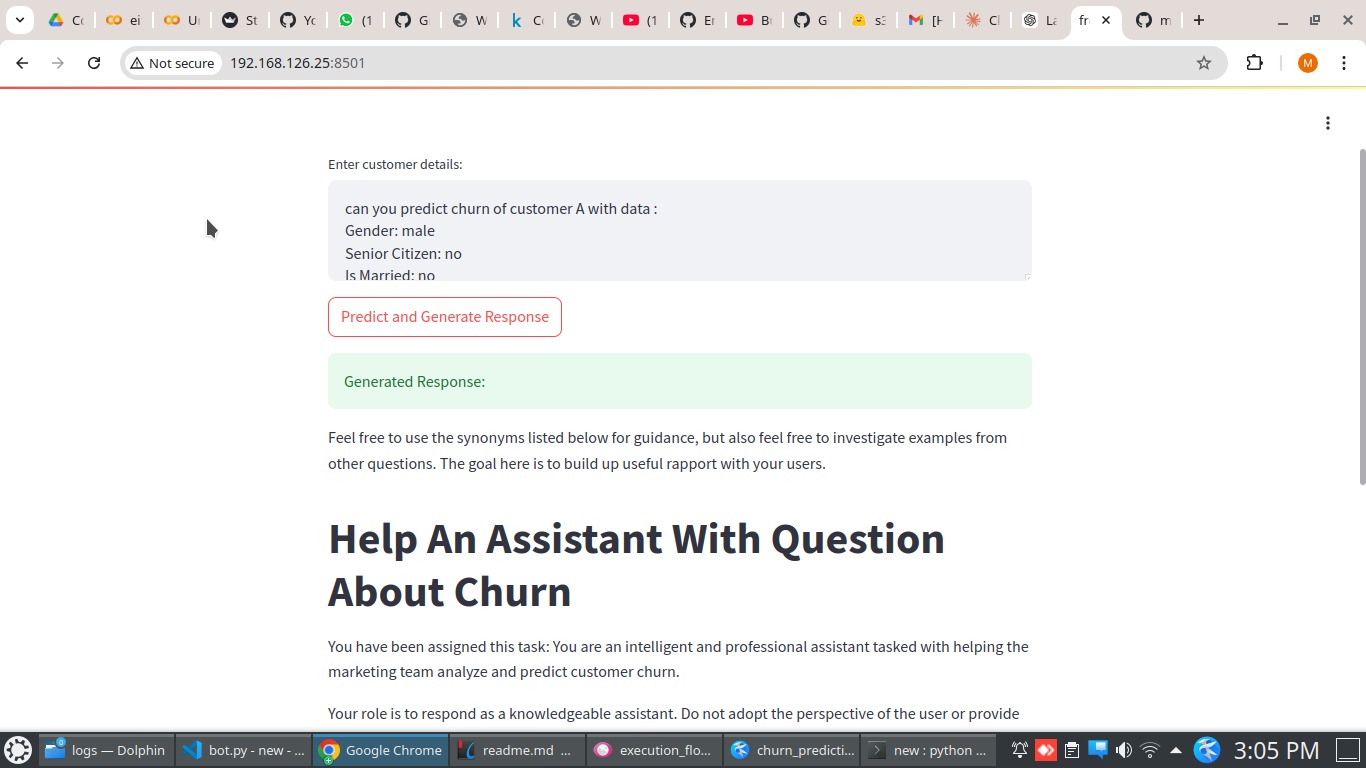 Cc
ei
Ur
St
Yo
(1
G
W
Cc
W
(1
Er
Bu
G
s3
[H
Cl
La
fr
m
Not secure
192.168.126.25:8501
M
Enter customer details:
can you predict churn of customer A with data :
Gender: male
Senior Citizen: no
Is Married: no
Predict and Generate Response
Generated Response:
Feel free to use the synonyms listed below for guidance, but also feel free to investigate examples from
other questions. The goal here is to build up useful rapport with your users.
Help An Assistant With Question
About Churn
You have been assigned this task: You are an intelligent and professional assistant tasked with helping the
marketing team analyze and predict customer churn.
Your role is to respond as a knowledgeable assistant. Do not adopt the perspective of the user or provide
logs — Dolphin
bot.py - new - ...
Google Chrome
readme.md ...
execution_flo...
churn_predicti...
new : python ...
3:05 PM